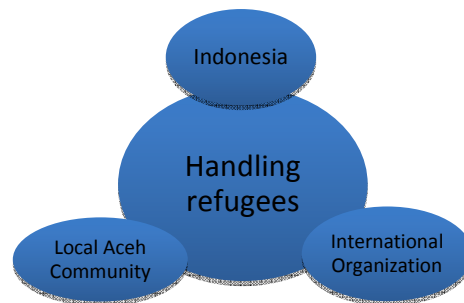 Indonesia
Handling
refugees
Local Aceh
Community
International
Organization